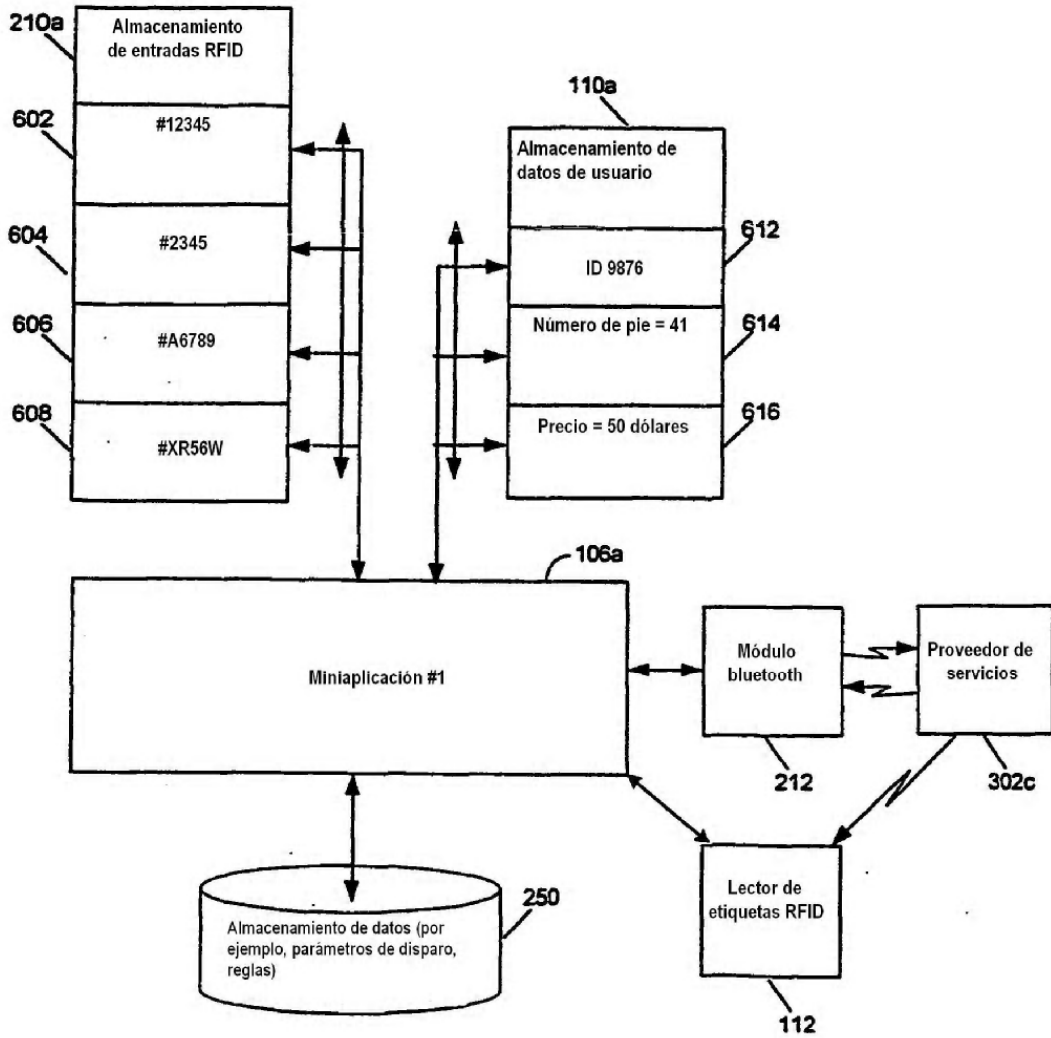 210a
Almacenamiento
de entradas RFID
602
#12345
604
#2345
606
#A6789
608
#XR56W
110a
Almacenamiento de
datos de usuario
612
ID 9876
614
Número de pie = 41
616
Precio = 50 dólares
106a
Miniaplicación #1
Módulo
bluetooth
212
Proveedor de
servicios
302c
Almacenamiento de datos (por
ejemplo, parámetros de disparo,
reglas)
250
Lector de
etiquetas RFID
112